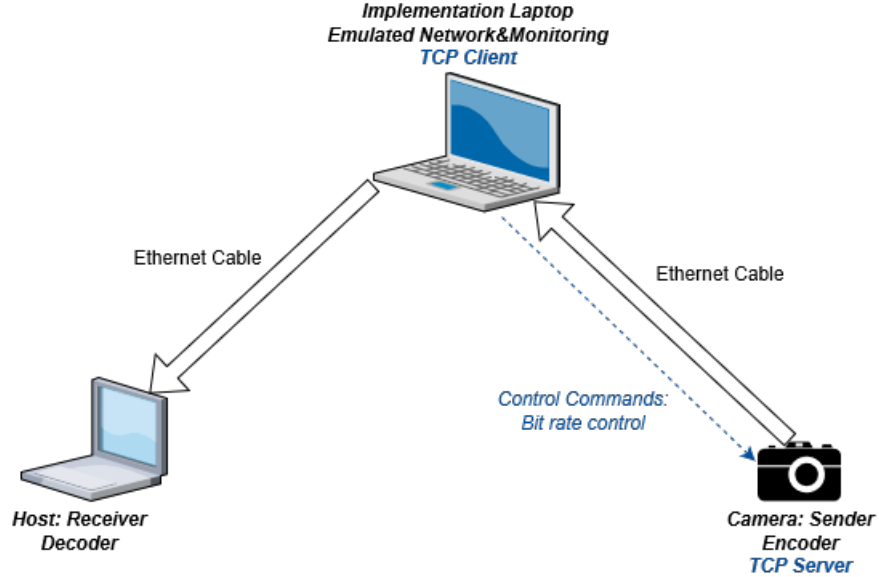 Implementation Laptop
Emulated Network&Monitoring
TCP Client
Ethernet Cable
Ethernet Cable
Control Commands:
Bit rate control
Host: Receiver
Decoder
Camera: Sender
Encoder
TCP Server